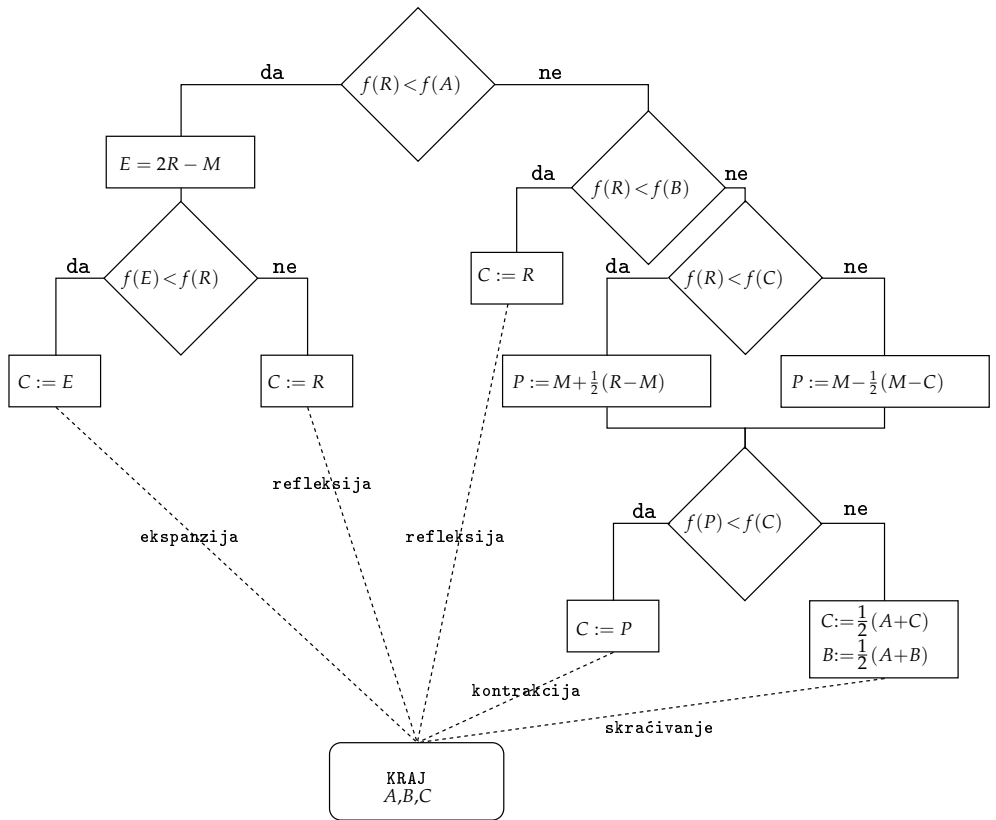 da
f(R) < f(A)
ne
E = 2R − M
da
f(R) < f(B)
ne
da
f(E) < f(R)
ne
C := R
da
f(R) < f(C)
ne
C := E
C := R
P := M+½(R−M)
P := M−½(M−C)
refleksija
ekspanzija
refleksija
da
f(P) < f(C)
ne
C := P
C:=½(A+C)
B:=½(A+B)
kontrakcija
skraćivanje
KRAJ
A,B,C